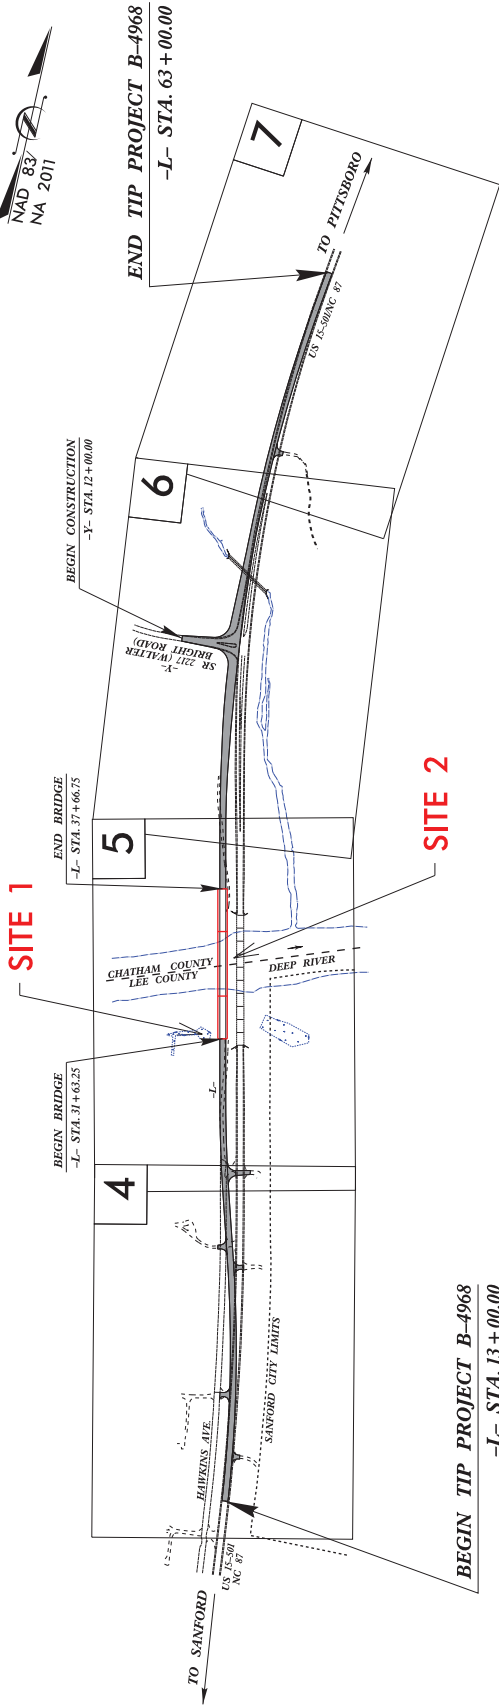 NAD 83/
NA 2011
END TIP PROJECT B-4968
-L- STA. 63+00.00
7
TO PITTSBORO
US 15-501/NC 87
6
BEGIN CONSTRUCTION
-Y- STA. 12+00.00
-Y-
SR 2217 (WALTER
BRIGHT ROAD)
5
END BRIDGE
-L- STA. 37+66.75
SITE 1
SITE 2
CHATHAM COUNTY
LEE COUNTY
DEEP RIVER
BEGIN BRIDGE
-L- STA. 31+63.25
-L-
4
HAWKINS AVE.
SANFORD CITY LIMITS
US 15-501
NC 87
TO SANFORD
BEGIN TIP PROJECT B-4968
-L- STA. 13+00.00